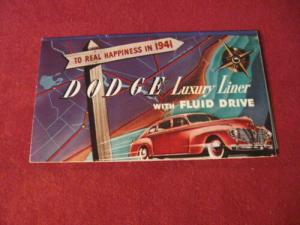 TO REAL HAPPINESS IN 1941
DODGE Luxury Liner
WITH FLUID DRIVE